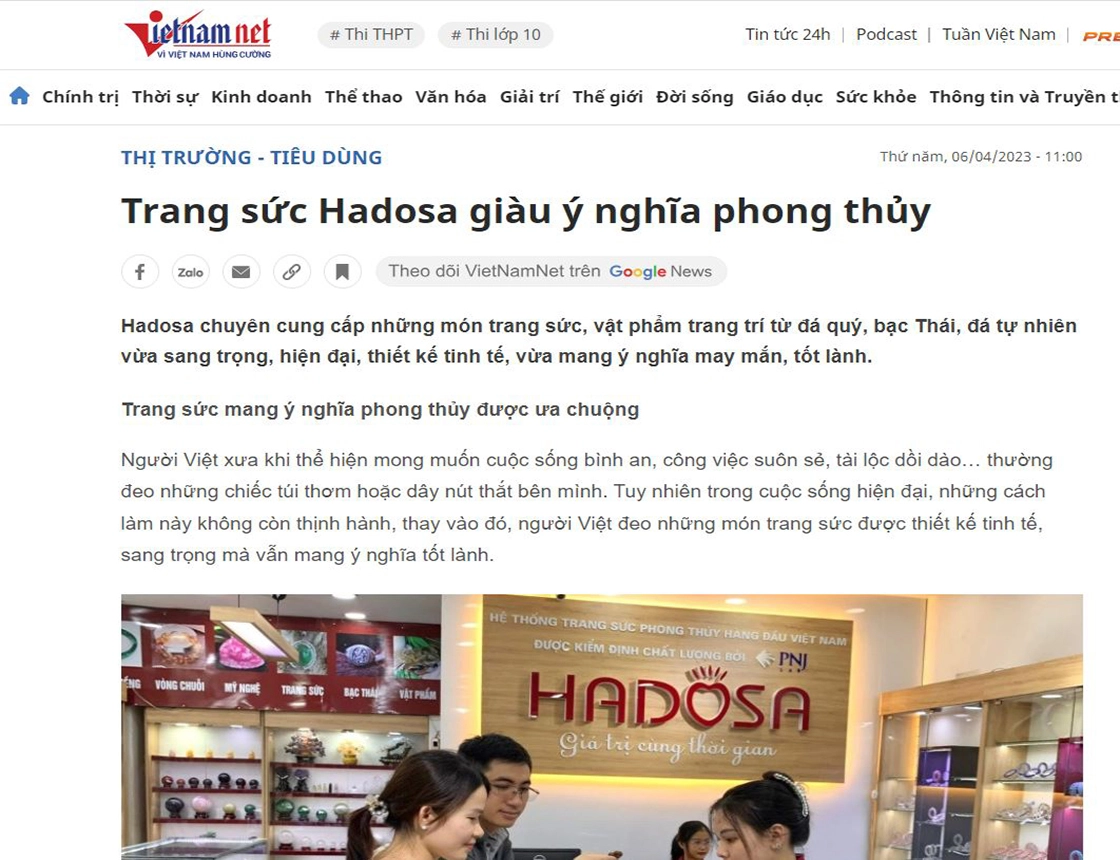 Vietnamnet
VÌ VIỆT NAM HÙNG CƯỜNG
# Thi THPT
# Thi lớp 10
Tin tức 24h | Podcast | Tuần Việt Nam |
PRE
Chính trị Thời sự Kinh doanh Thể thao Văn hóa Giải trí Thế giới Đời sống Giáo dục Sức khỏe Thông tin và Truyền t
THỊ TRƯỜNG - TIÊU DÙNG
Thứ năm, 06/04/2023 - 11:00
Trang sức Hadosa giàu ý nghĩa phong thủy
f
Zalo
Theo dõi VietNamNet trên Google News
Hadosa chuyên cung cấp những món trang sức, vật phẩm trang trí từ đá quý, bạc Thái, đá tự nhiên
vừa sang trọng, hiện đại, thiết kế tinh tế, vừa mang ý nghĩa may mắn, tốt lành.
Trang sức mang ý nghĩa phong thủy được ưa chuộng
Người Việt xưa khi thể hiện mong muốn cuộc sống bình an, công việc suôn sẻ, tài lộc dồi dào… thường
đeo những chiếc túi thơm hoặc dây nút thắt bên mình. Tuy nhiên trong cuộc sống hiện đại, những cách
làm này không còn thịnh hành, thay vào đó, người Việt đeo những món trang sức được thiết kế tinh tế,
sang trọng mà vẫn mang ý nghĩa tốt lành.
HỆ THỐNG TRANG SỨC PHONG THỦY HÀNG ĐẦU VIỆT NAM
ĐƯỢC KIỂM ĐỊNH CHẤT LƯỢNG BỞI PNJ
HADOSA
Giá trị cùng thời gian
VÒNG CHUỖI
MỸ NGHỆ
TRANG SỨC
BẠC THÁI
VẬT PHẨM